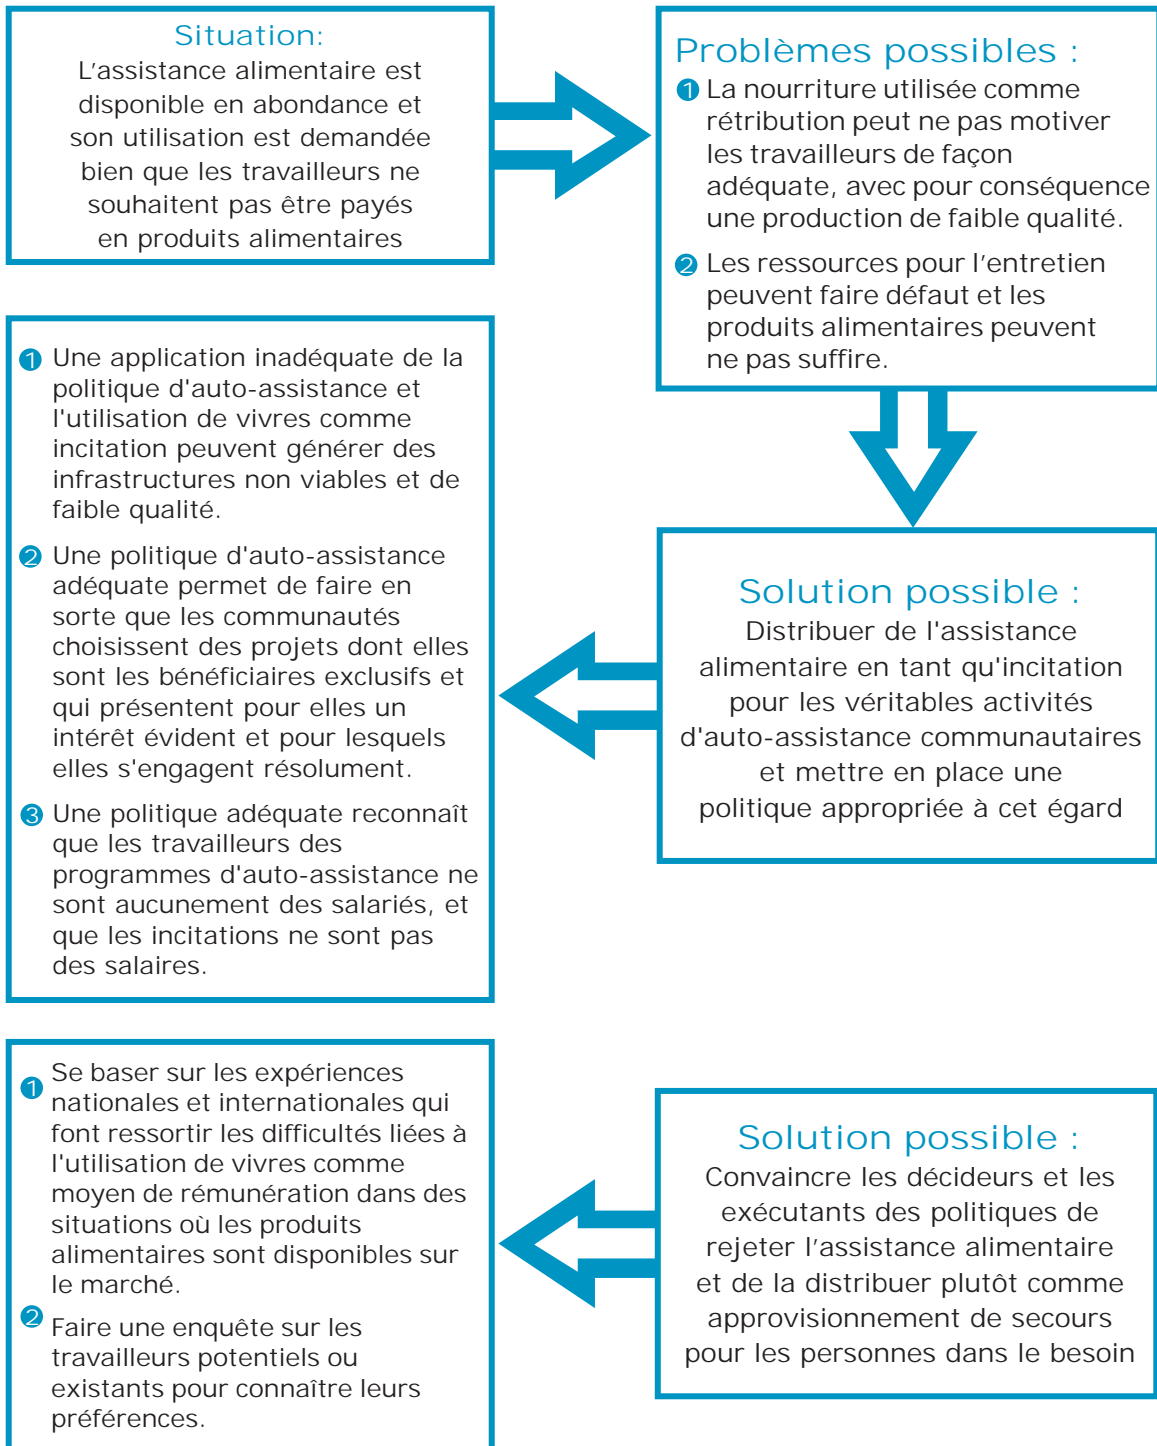 Situation:
L’assistance alimentaire est
disponible en abondance et
son utilisation est demandée
bien que les travailleurs ne
souhaitent pas être payés
en produits alimentaires
Problèmes possibles :
1 La nourriture utilisée comme
rétribution peut ne pas motiver
les travailleurs de façon
adéquate, avec pour conséquence
une production de faible qualité.
2 Les ressources pour l’entretien
peuvent faire défaut et les
produits alimentaires peuvent
ne pas suffire.
Solution possible :
Distribuer de l'assistance
alimentaire en tant qu'incitation
pour les véritables activités
d'auto-assistance communautaires
et mettre en place une
politique appropriée à cet égard
1 Une application inadéquate de la
politique d'auto-assistance et
l'utilisation de vivres comme
incitation peuvent générer des
infrastructures non viables et de
faible qualité.
2 Une politique d'auto-assistance
adéquate permet de faire en
sorte que les communautés
choisissent des projets dont elles
sont les bénéficiaires exclusifs et
qui présentent pour elles un
intérêt évident et pour lesquels
elles s'engagent résolument.
3 Une politique adéquate reconnaît
que les travailleurs des
programmes d'auto-assistance ne
sont aucunement des salariés, et
que les incitations ne sont pas
des salaires.
Solution possible :
Convaincre les décideurs et les
exécutants des politiques de
rejeter l’assistance alimentaire
et de la distribuer plutôt comme
approvisionnement de secours
pour les personnes dans le besoin
1 Se baser sur les expériences
nationales et internationales qui
font ressortir les difficultés liées à
l'utilisation de vivres comme
moyen de rémunération dans des
situations où les produits
alimentaires sont disponibles sur
le marché.
2 Faire une enquête sur les
travailleurs potentiels ou
existants pour connaître leurs
préférences.